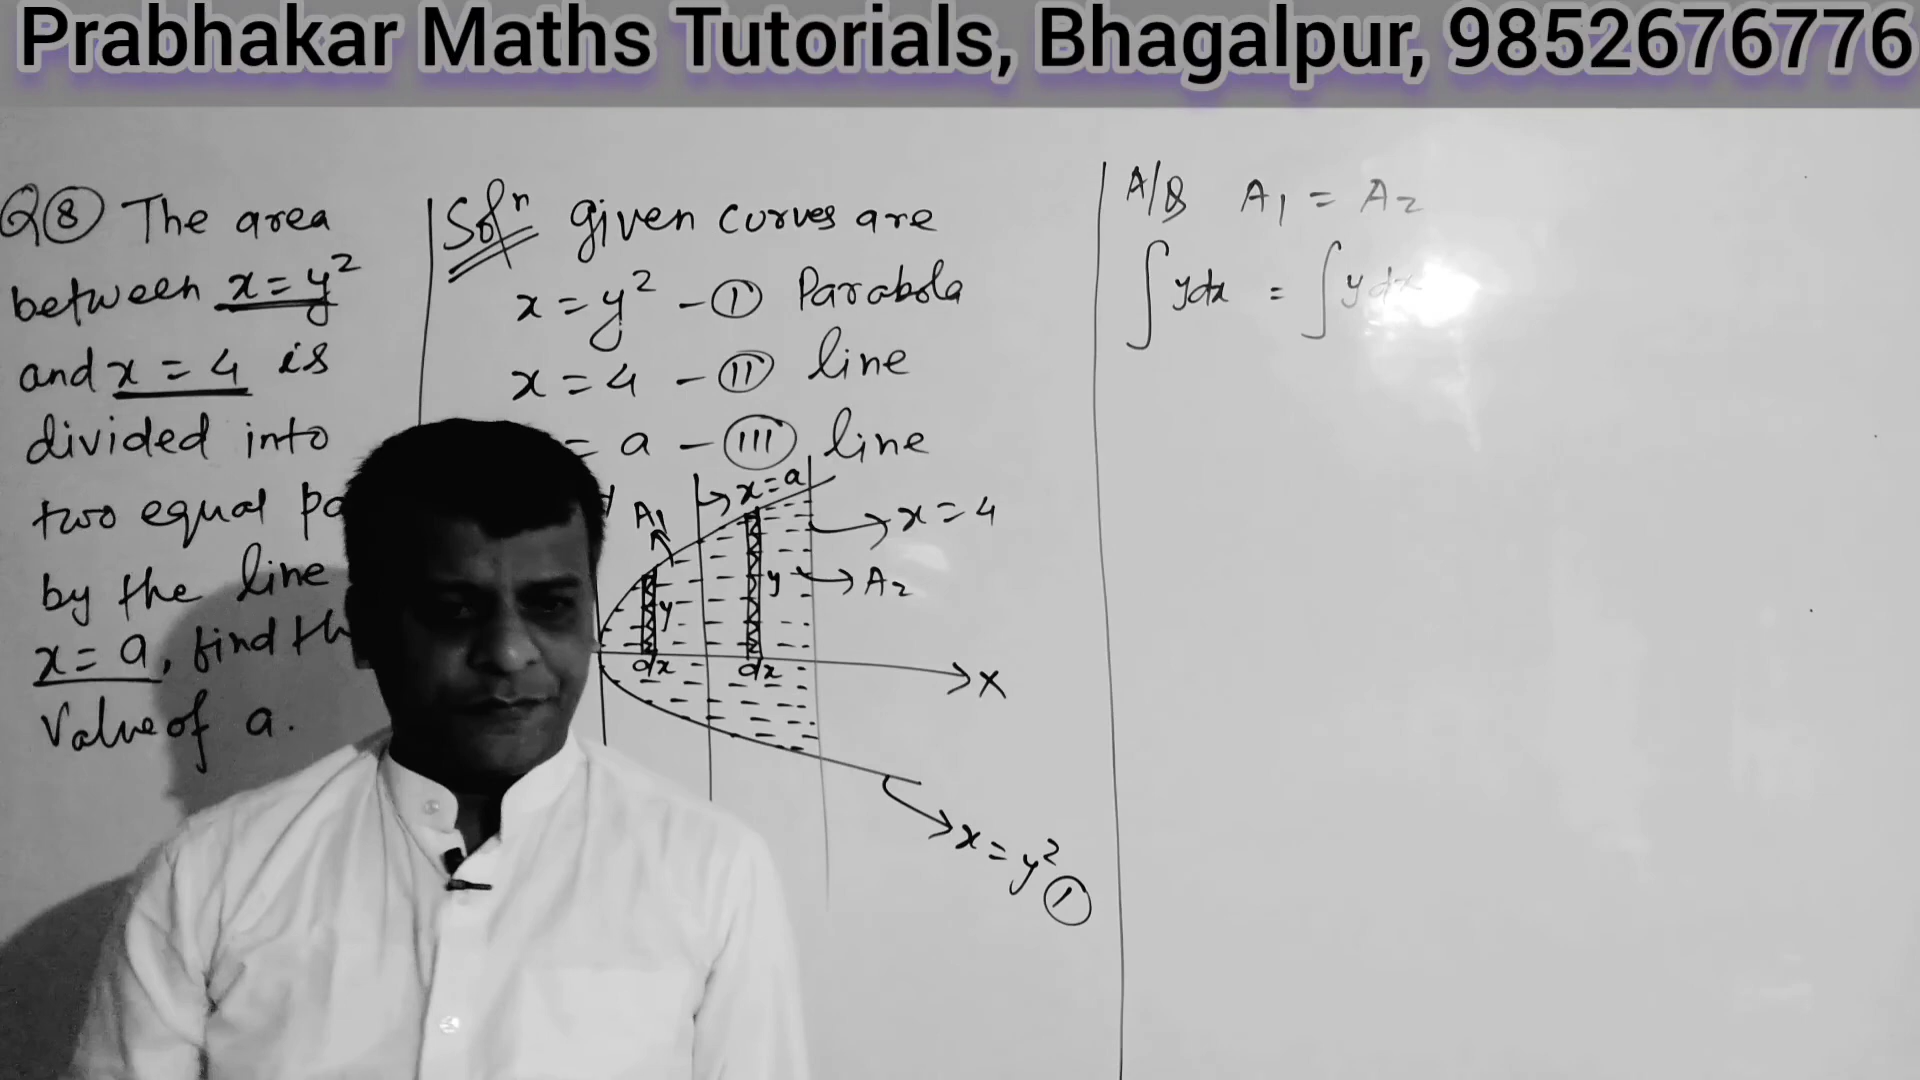 Prabhakar Maths Tutorials, Bhagalpur, 9852676776
Q⑧ The area
between x = y²
and x = 4 is
divided into
two equal pa
by the line
x = a, find th
Value of a.
Solⁿ given curves are
x = y² - Ⓘ Parabola
x = 4 - Ⓘⓘ line
= a - (III) line
A₁
x = a
x = 4
A₂
y
y
dx
dx
X
x = y² Ⓘ
A/Q A₁ = A₂
∫ydx = ∫ydx